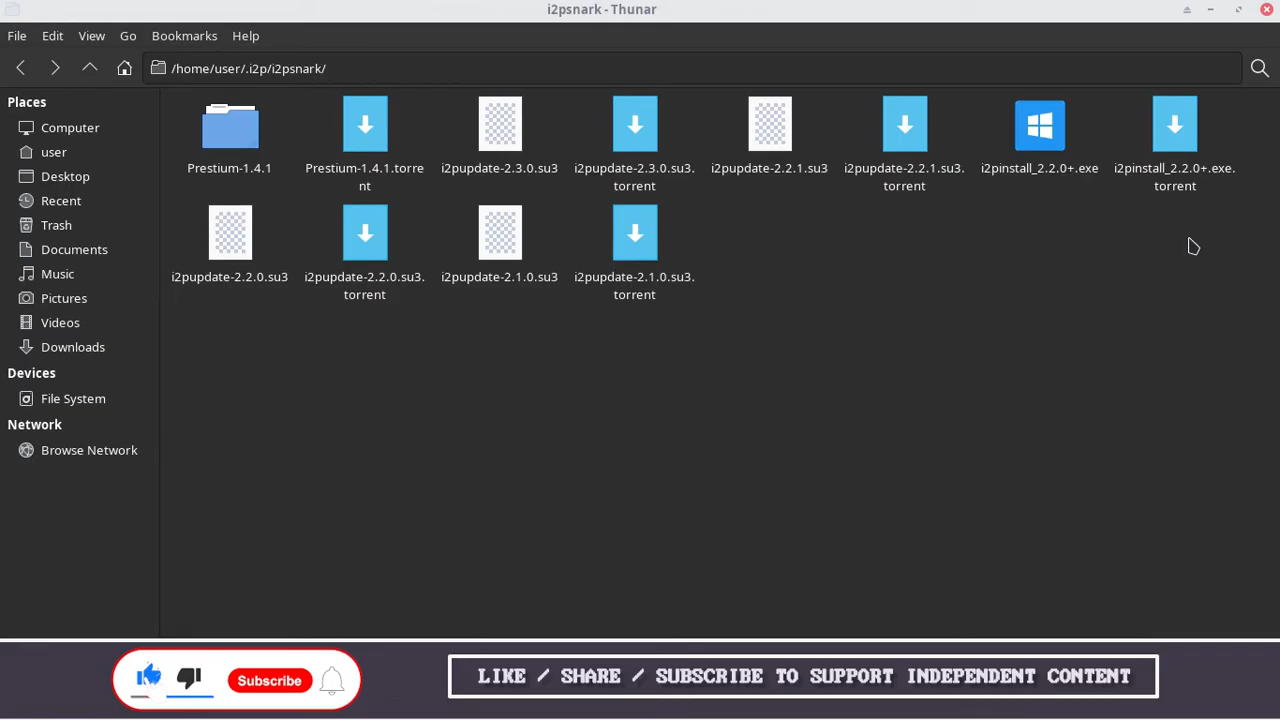 i2psnark - Thunar
File Edit View Go Bookmarks Help
/home/user/.i2p/i2psnark/
Places
Computer
user
Desktop
Recent
Trash
Documents
Music
Pictures
Videos
Downloads
Devices
File System
Network
Browse Network
Prestium-1.4.1
Prestium-1.4.1.torre
nt
i2pupdate-2.3.0.su3
i2pupdate-2.3.0.su3.
torrent
i2pupdate-2.2.1.su3
i2pupdate-2.2.1.su3.
torrent
i2pinstall_2.2.0+.exe
i2pinstall_2.2.0+.exe.
torrent
i2pupdate-2.2.0.su3
i2pupdate-2.2.0.su3.
torrent
i2pupdate-2.1.0.su3
i2pupdate-2.1.0.su3.
torrent
Subscribe
LIKE / SHARE / SUBSCRIBE TO SUPPORT INDEPENDENT CONTENT